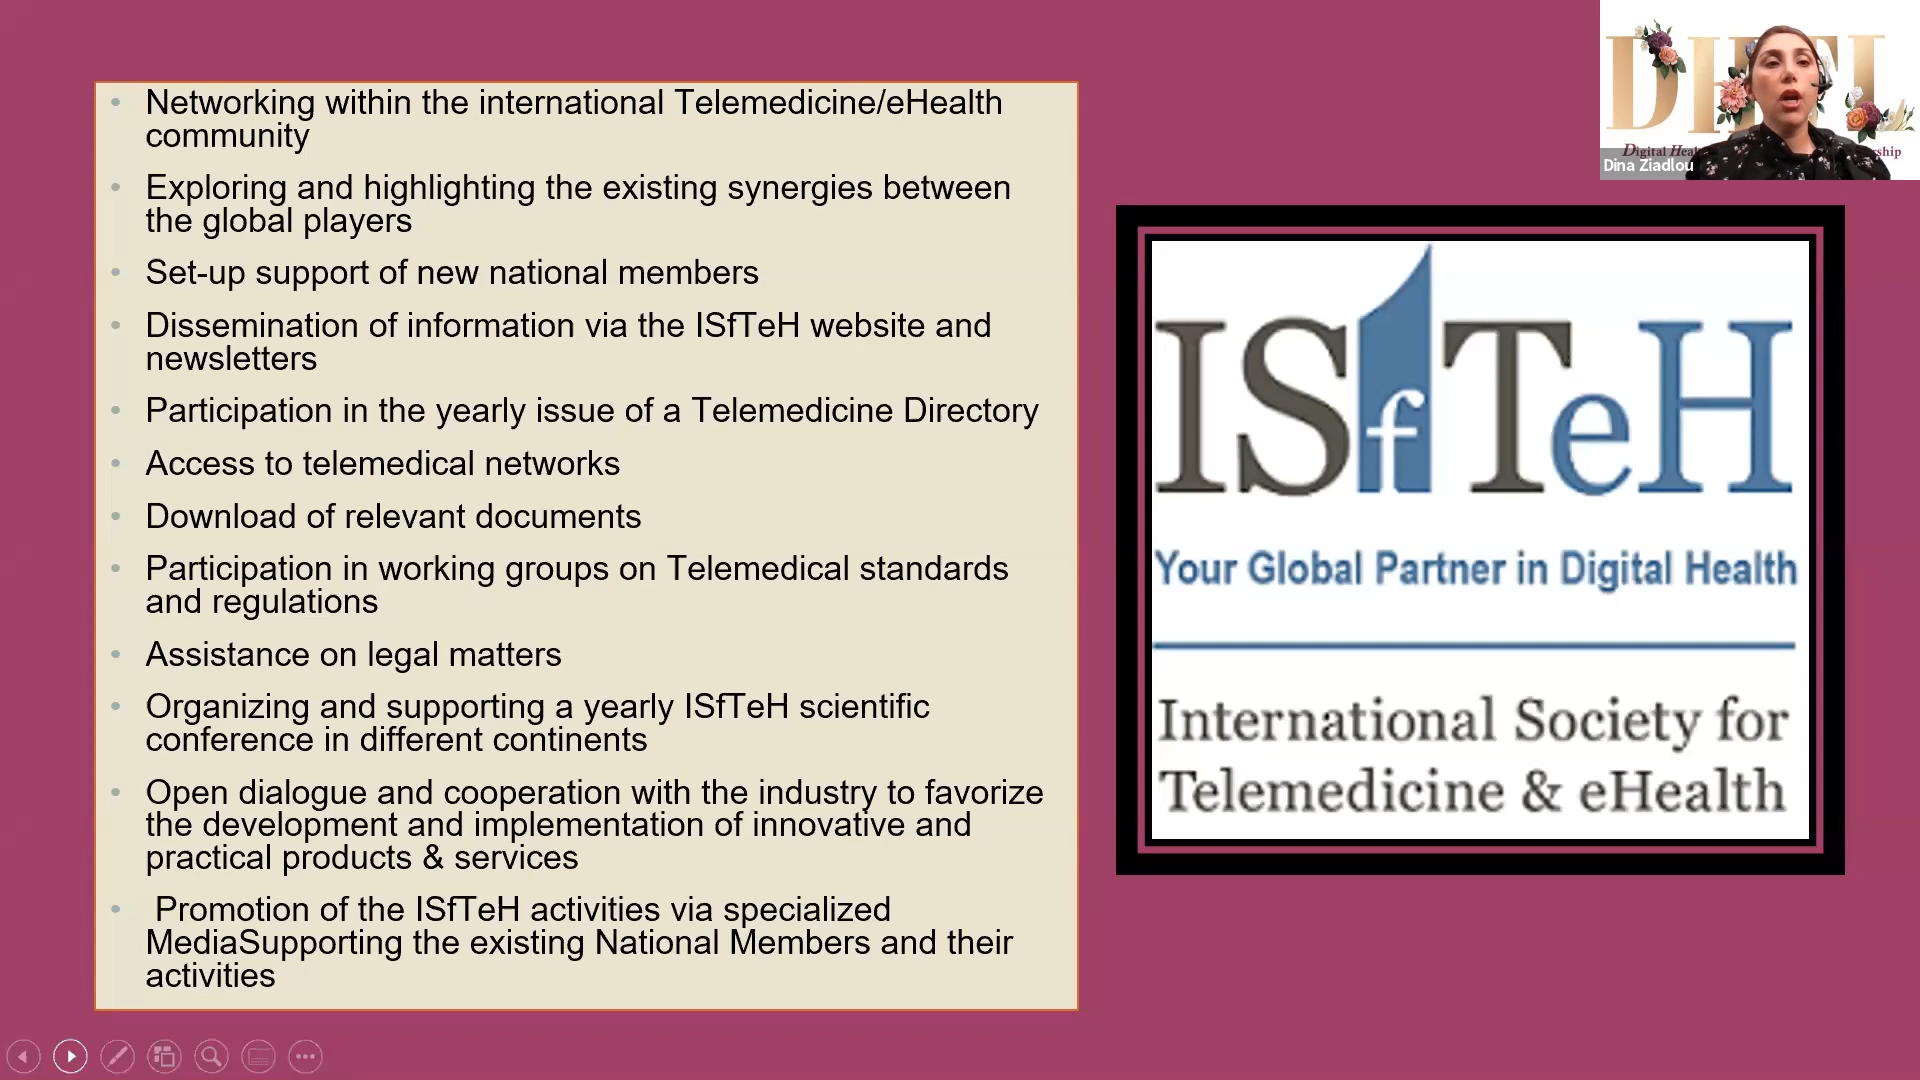 Networking within the international Telemedicine/eHealth
community
Exploring and highlighting the existing synergies between
the global players
Set-up support of new national members
Dissemination of information via the ISfTeH website and
newsletters
Participation in the yearly issue of a Telemedicine Directory
Access to telemedical networks
Download of relevant documents
Participation in working groups on Telemedical standards
and regulations
Assistance on legal matters
Organizing and supporting a yearly ISfTeH scientific
conference in different continents
Open dialogue and cooperation with the industry to favorize
the development and implementation of innovative and
practical products & services
Promotion of the ISfTeH activities via specialized
MediaSupporting the existing National Members and their
activities
Digital
Dina Ziadlou
ISfTeH
Your Global Partner in Digital Health
International Society for
Telemedicine & eHealth